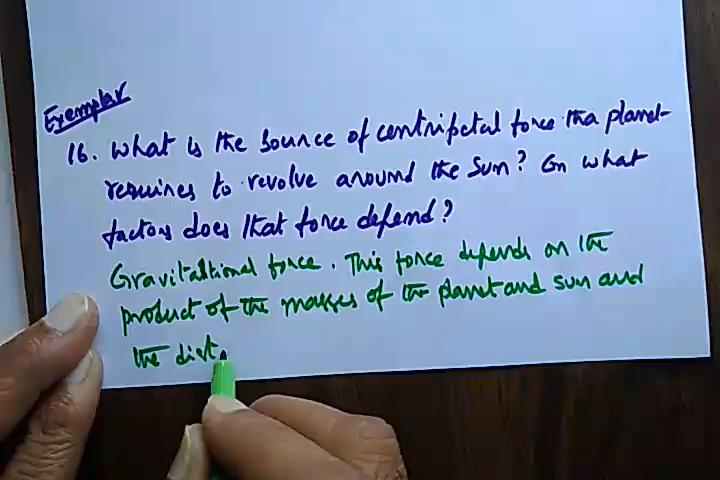 Exemplar
16. What is the source of centripetal force tha planet
requires to revolve around the Sun? On what
factors does that force depend?
Gravitational force. This force depends on the
product of the masses of the planet and sun and
the dist